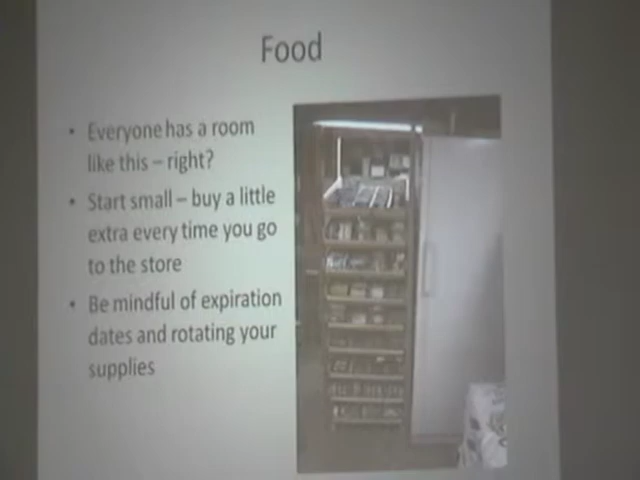 Food
• Everyone has a room
like this – right?
• Start small – buy a little
extra every time you go
to the store
• Be mindful of expiration
dates and rotating your
supplies